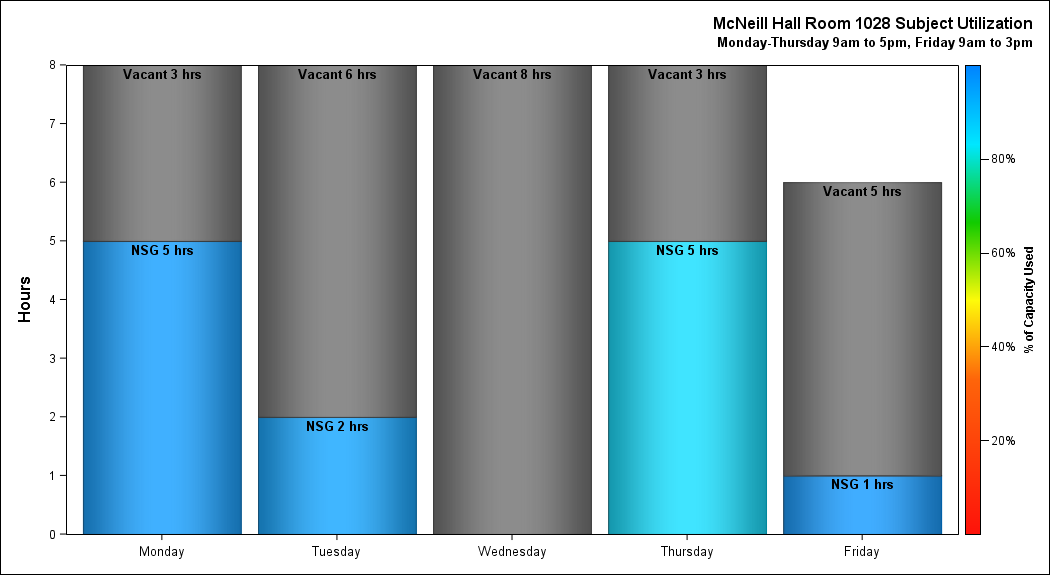 McNeill Hall Room 1028 Subject Utilization
Monday-Thursday 9am to 5pm, Friday 9am to 3pm
8
7
6
5
4
3
2
1
0
Hours
Vacant 3 hrs
NSG 5 hrs
Vacant 6 hrs
NSG 2 hrs
Vacant 8 hrs
Vacant 3 hrs
NSG 5 hrs
Vacant 5 hrs
NSG 1 hrs
Monday
Tuesday
Wednesday
Thursday
Friday
80%
60%
40%
20%
% of Capacity Used